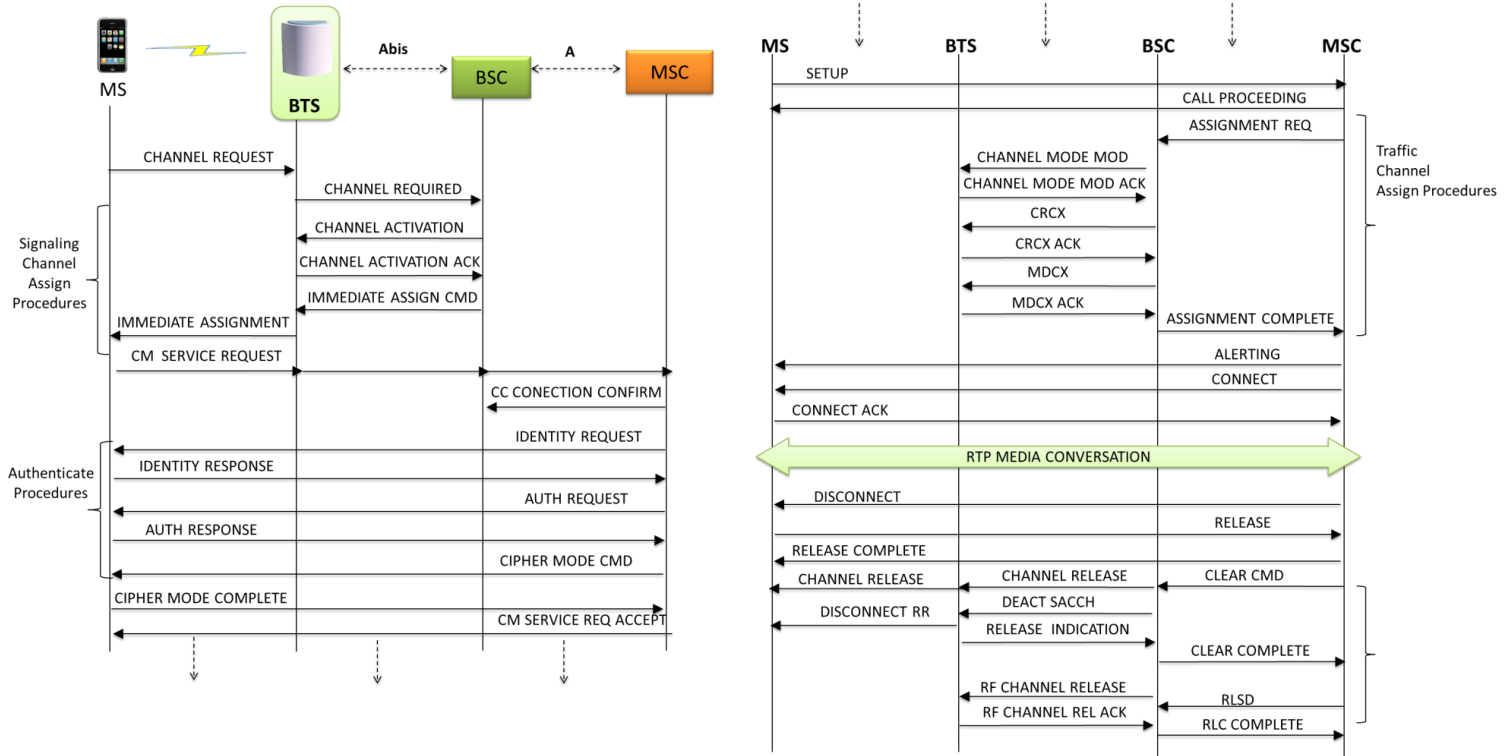 Abis
A
MS
BTS
BSC
MSC
CHANNEL REQUEST
CHANNEL REQUIRED
CHANNEL ACTIVATION
CHANNEL ACTIVATION ACK
IMMEDIATE ASSIGN CMD
IMMEDIATE ASSIGNMENT
Signaling
Channel
Assign
Procedures
CM SERVICE REQUEST
CC CONECTION CONFIRM
IDENTITY REQUEST
IDENTITY RESPONSE
AUTH REQUEST
AUTH RESPONSE
CIPHER MODE CMD
Authenticate
Procedures
CIPHER MODE COMPLETE
CM SERVICE REQ ACCEPT
MS
BTS
BSC
MSC
SETUP
CALL PROCEEDING
ASSIGNMENT REQ
CHANNEL MODE MOD
CHANNEL MODE MOD ACK
CRCX
CRCX ACK
MDCX
MDCX ACK
ASSIGNMENT COMPLETE
Traffic
Channel
Assign Procedures
ALERTING
CONNECT
CONNECT ACK
RTP MEDIA CONVERSATION
DISCONNECT
RELEASE
RELEASE COMPLETE
CHANNEL RELEASE
CHANNEL RELEASE
CLEAR CMD
DEACT SACCH
DISCONNECT RR
RELEASE INDICATION
CLEAR COMPLETE
RF CHANNEL RELEASE
RLSD
RF CHANNEL REL ACK
RLC COMPLETE